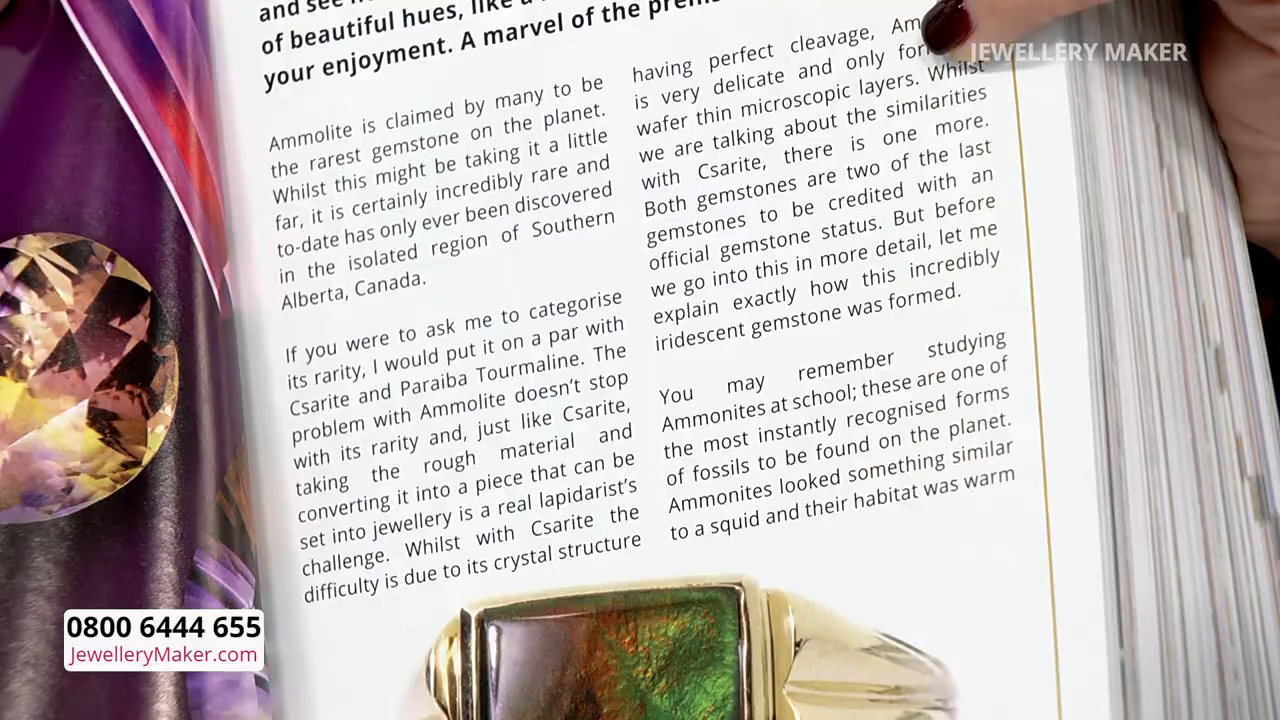 and see
of beautiful hues, like a
your enjoyment. A marvel of the
Ammolite is claimed by many to be
the rarest gemstone on the planet.
Whilst this might be taking it a little
far, it is certainly incredibly rare and
to-date has only ever been discovered
in the isolated region of Southern
Alberta, Canada.
If you were to ask me to categorise
its rarity, I would put it on a par with
Csarite and Paraiba Tourmaline. The
problem with Ammolite doesn't stop
with its rarity and, just like Csarite,
taking the rough material and
converting it into a piece that can be
set into jewellery is a real lapidarist's
challenge. Whilst with Csarite the
difficulty is due to its crystal structure
having perfect cleavage,
is very delicate and only
wafer thin microscopic layers. Whilst
we are talking about the similarities
with Csarite, there is one more.
Both gemstones are two of the last
gemstones to be credited with an
official gemstone status. But before
we go into this in more detail, let me
explain exactly how this incredibly
iridescent gemstone was formed.
You may remember studying
Ammonites at school; these are one of
the most instantly recognised forms
of fossils to be found on the planet.
Ammonites looked something similar
to a squid and their habitat was warm
JEWELLERY MAKER
0800 6444 655
JewelleryMaker.com